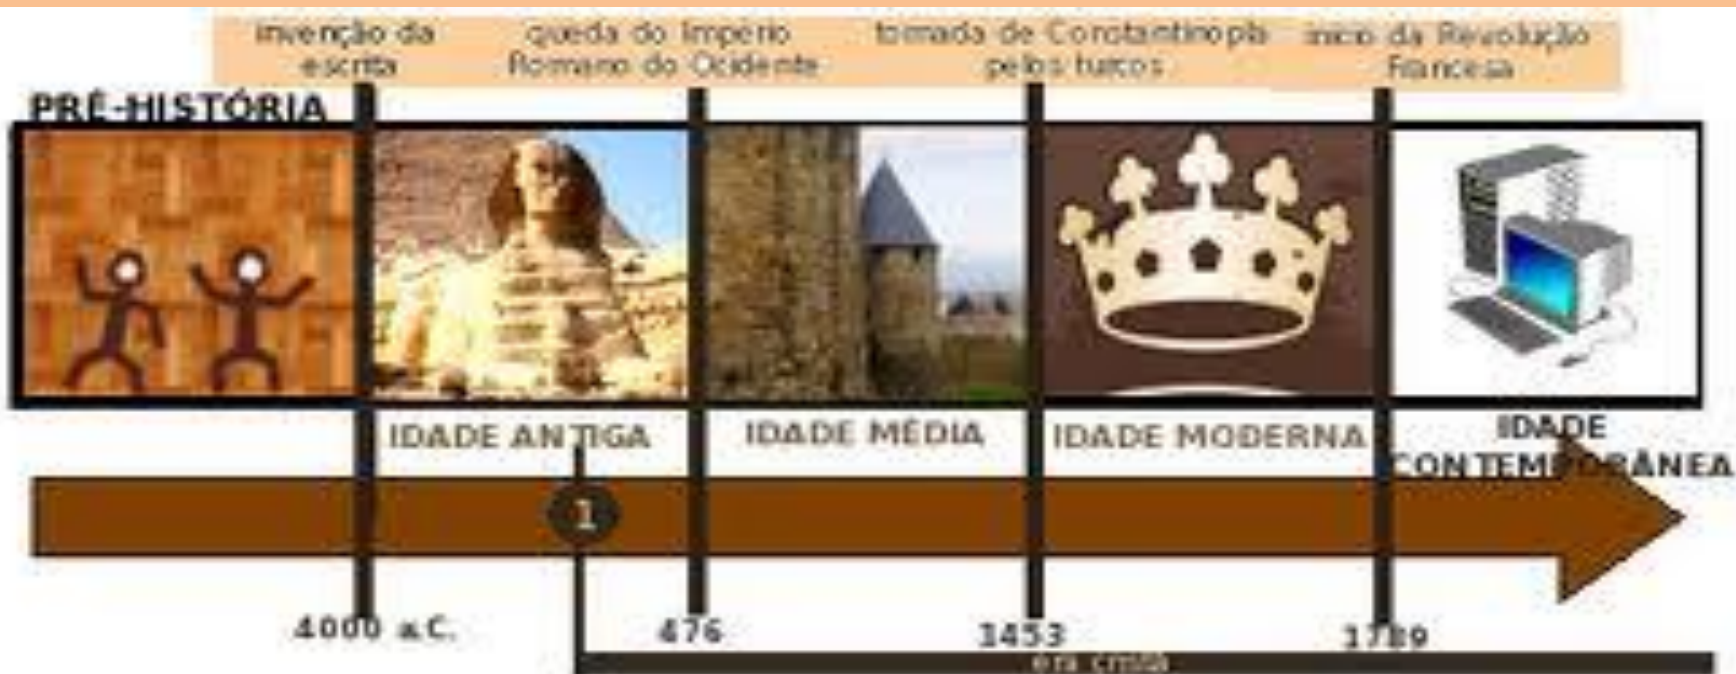 invenção da
escrita
queda do Império
Romano do Ocidente
tomada de Constantinopla
pelos turcos
início da Revolução
Francesa
PRÉ-HISTÓRIA
IDADE ANTIGA
IDADE MÉDIA
IDADE MODERNA
IDADE
CONTEMPORÂNEA
1
4000 a.C.
476
1453
1789
era cristã